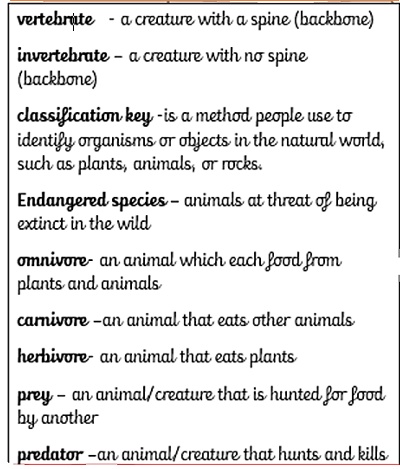 vertebrate - a creature with a spine (backbone)
invertebrate – a creature with no spine
(backbone)
classification key -is a method people use to
identify organisms or objects in the natural world,
such as plants, animals, or rocks.
Endangered species – animals at threat of being
extinct in the wild
omnivore- an animal which each food from
plants and animals
carnivore –an animal that eats other animals
herbivore- an animal that eats plants
prey – an animal/creature that is hunted for food
by another
predator –an animal/creature that hunts and kills